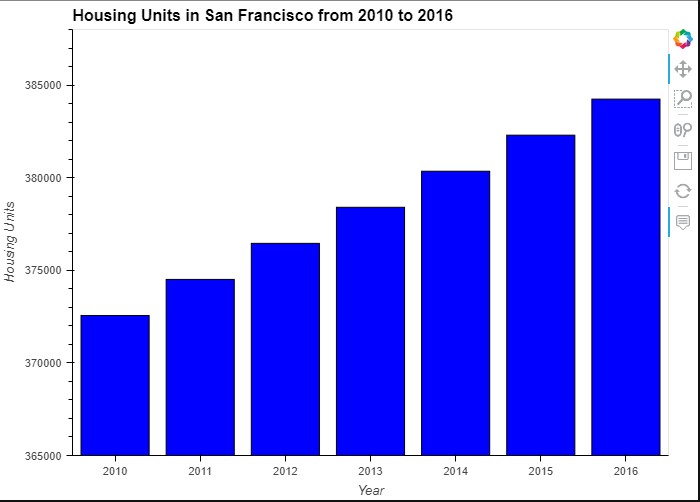 Housing Units in San Francisco from 2010 to 2016
385000
380000
375000
370000
365000
Housing Units
2010 2011 2012 2013 2014 2015 2016
Year